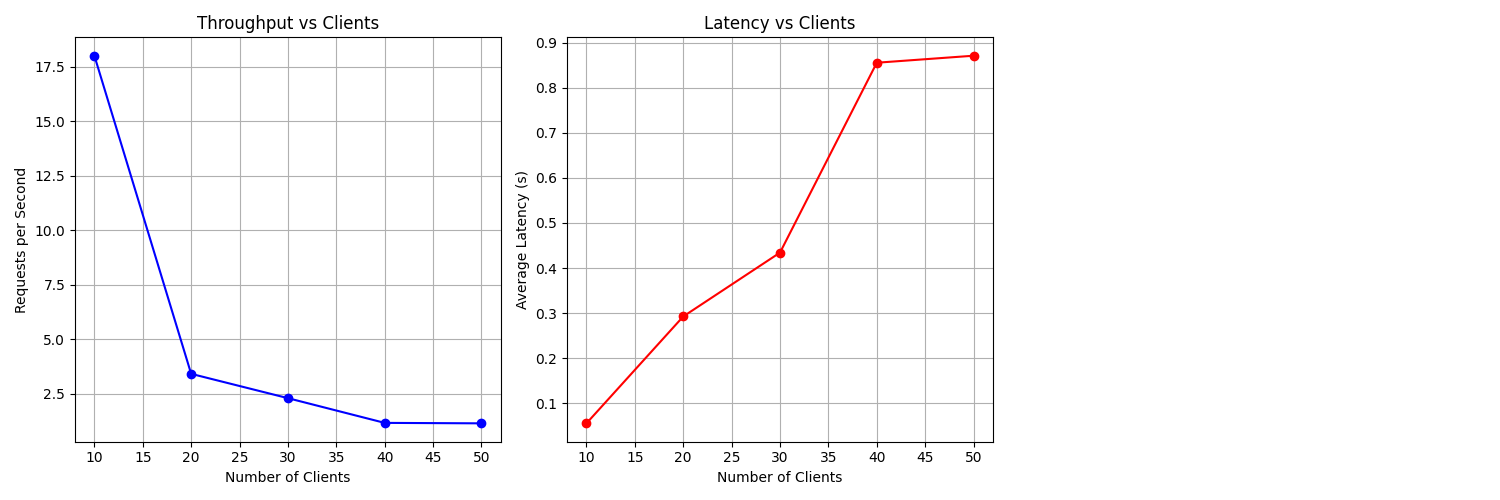 Throughput vs Clients
Requests per Second
17.5
15.0
12.5
10.0
7.5
5.0
2.5
10 15 20 25 30 35 40 45 50
Number of Clients
Latency vs Clients
Average Latency (s)
0.9
0.8
0.7
0.6
0.5
0.4
0.3
0.2
0.1
10 15 20 25 30 35 40 45 50
Number of Clients